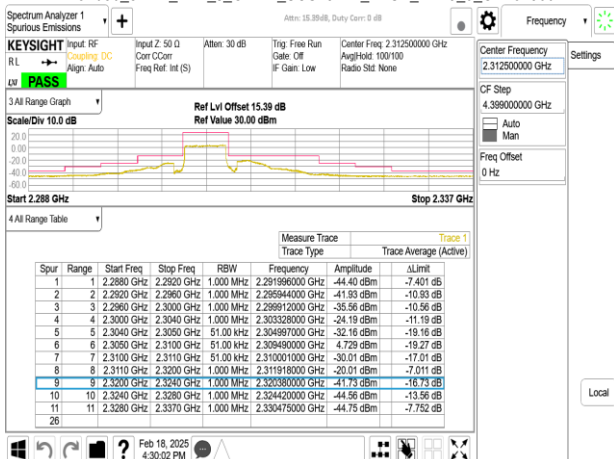 Spectrum Analyzer 1
Spurious Emissions
Attn: 15.39dB, Duty Corr: 0 dB
Frequency
KEYSIGHT
RL
LXI
PASS
Input: RF
Coupling: DC
Align: Auto
Input Z: 50 Ω
Corr CCorr
Freq Ref: Int (S)
Atten: 30 dB
Trig: Free Run
Gate: Off
IF Gain: Low
Center Freq: 2.312500000 GHz
Avg|Hold: 100/100
Radio Std: None
Center Frequency
2.312500000 GHz
Settings
CF Step
4.399000000 GHz
Auto
Man
Freq Offset
0 Hz
Local
3 All Range Graph
Scale/Div 10.0 dB
Ref Lvl Offset 15.39 dB
Ref Value 30.00 dBm
20.0
0.00
-20.0
-40.0
-60.0
Start 2.288 GHz
Stop 2.337 GHz
4 All Range Table
Measure Trace Trace 1
Trace Type Trace Average (Active)
Spur Range Start Freq Stop Freq RBW Frequency Amplitude ΔLimit
1 1 2.2880 GHz 2.2920 GHz 1.000 MHz 2.291996000 GHz -44.40 dBm -7.401 dB
2 2 2.2920 GHz 2.2960 GHz 1.000 MHz 2.295944000 GHz -41.93 dBm -10.93 dB
3 3 2.2960 GHz 2.3000 GHz 1.000 MHz 2.299912000 GHz -35.56 dBm -10.56 dB
4 4 2.3000 GHz 2.3040 GHz 1.000 MHz 2.303328000 GHz -24.19 dBm -11.19 dB
5 5 2.3040 GHz 2.3050 GHz 51.00 kHz 2.304997000 GHz -32.16 dBm -19.16 dB
6 6 2.3050 GHz 2.3100 GHz 51.00 kHz 2.309490000 GHz 4.729 dBm -19.27 dB
7 7 2.3100 GHz 2.3110 GHz 51.00 kHz 2.310001000 GHz -30.01 dBm -17.01 dB
8 8 2.3110 GHz 2.3200 GHz 1.000 MHz 2.311918000 GHz -20.01 dBm -7.011 dB
9 9 2.3200 GHz 2.3240 GHz 1.000 MHz 2.320380000 GHz -41.73 dBm -16.73 dB
10 10 2.3240 GHz 2.3280 GHz 1.000 MHz 2.324420000 GHz -44.56 dBm -13.56 dB
11 11 2.3280 GHz 2.3370 GHz 1.000 MHz 2.330475000 GHz -44.75 dBm -7.752 dB
26
Feb 18, 2025
4:30:02 PM